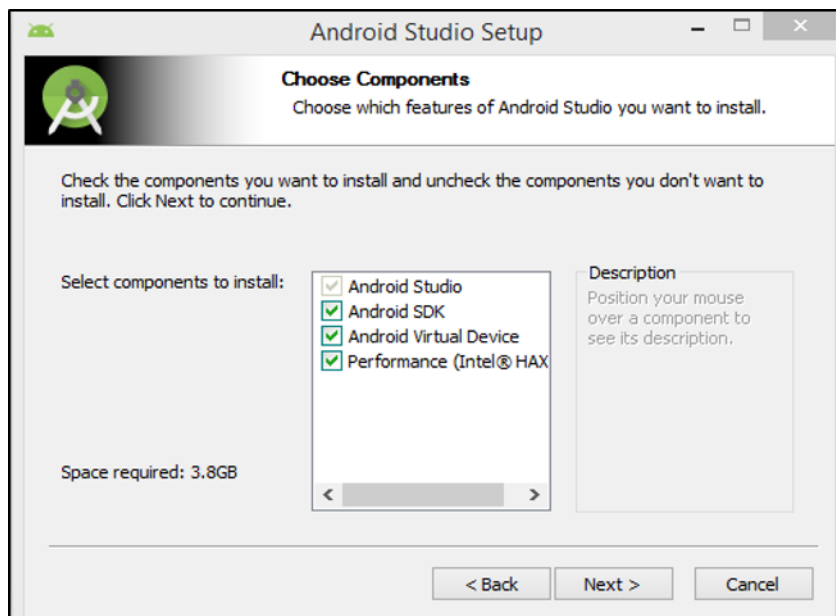 Android Studio Setup
Choose Components
Choose which features of Android Studio you want to install.
Check the components you want to install and uncheck the components you don't want to
install. Click Next to continue.
Select components to install:
Android Studio
Android SDK
Android Virtual Device
Performance (Intel® HAX
Description
Position your mouse
over a component to
see its description.
Space required: 3.8GB
< Back
Next >
Cancel